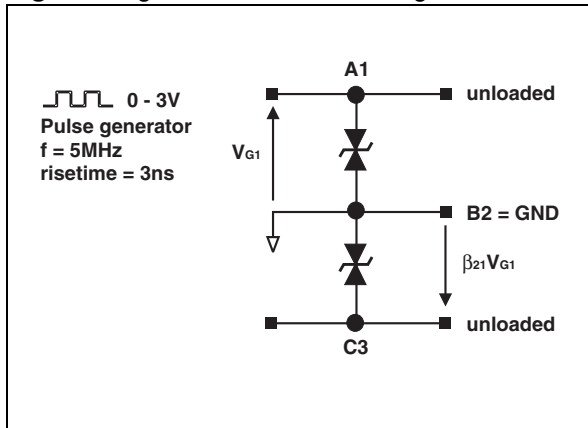 A1
0 - 3V
unloaded
Pulse generator
f = 5MHz
risetime = 3ns
VG1
B2 = GND
β21VG1
unloaded
C3